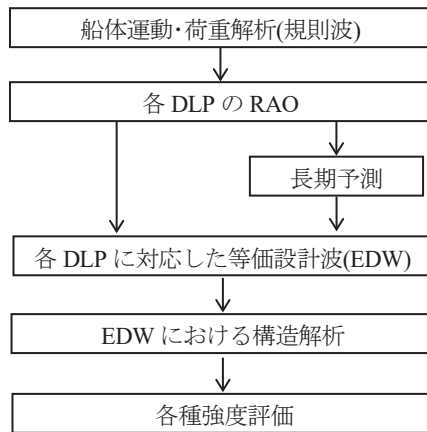 船体運動・荷重解析(規則波)
各 DLP の RAO
長期予測
各 DLP に対応した等価設計波(EDW)
EDW における構造解析
各種強度評価